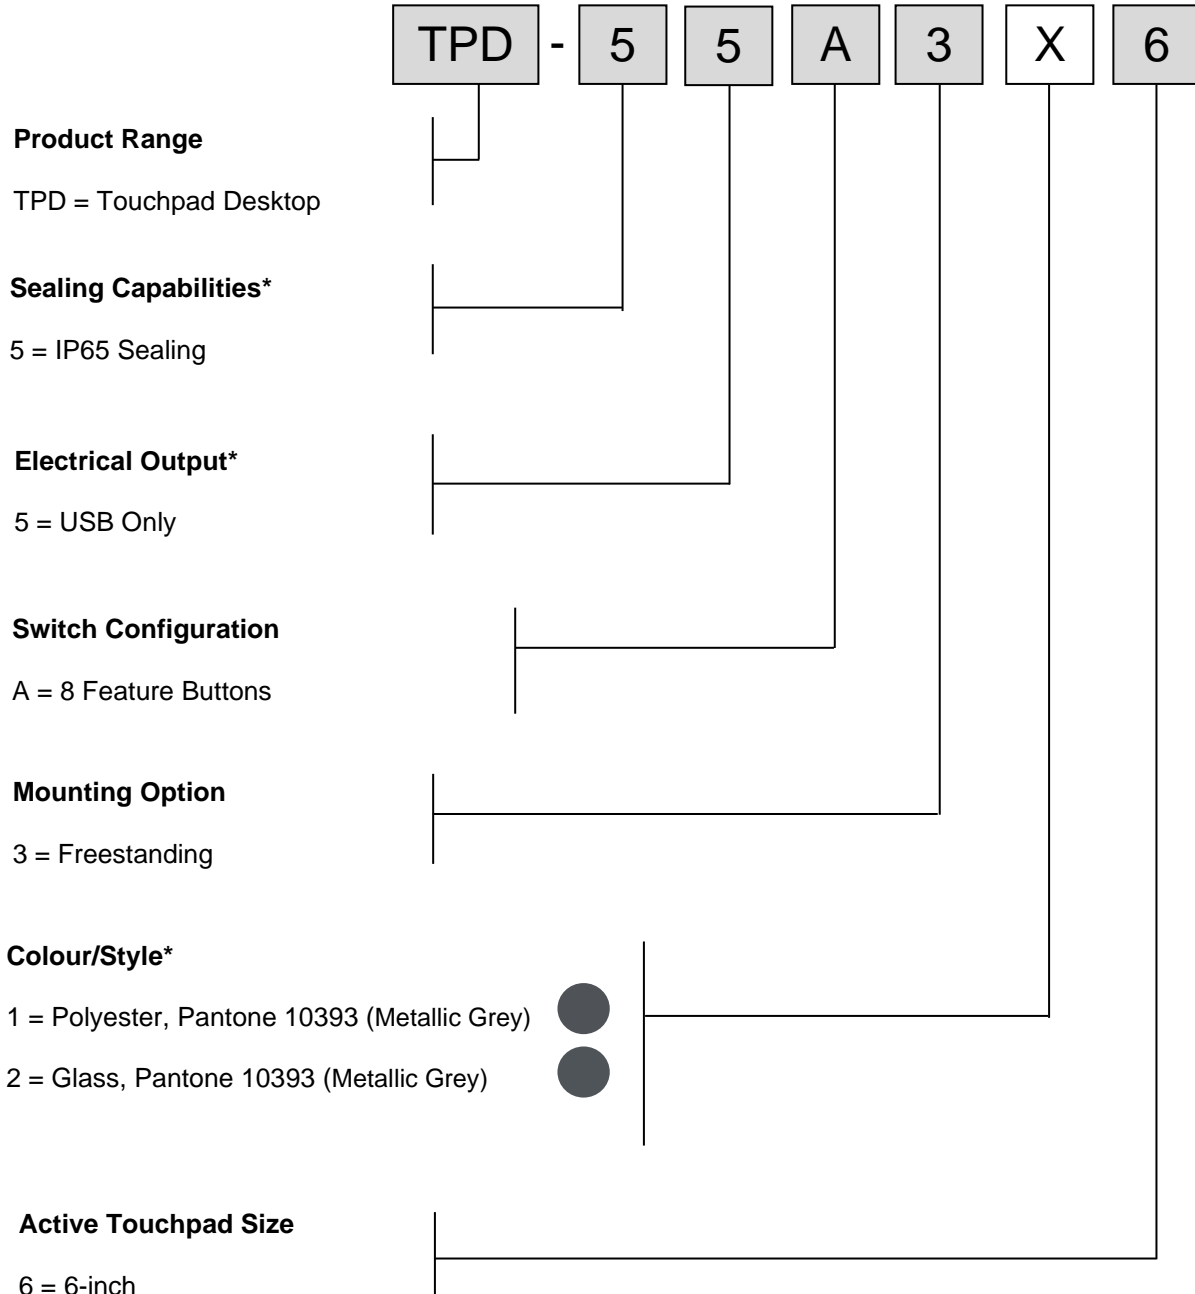 TPD - 5 5 A 3 X 6
Product Range
TPD = Touchpad Desktop
Sealing Capabilities*
5 = IP65 Sealing
Electrical Output*
5 = USB Only
Switch Configuration
A = 8 Feature Buttons
Mounting Option
3 = Freestanding
Colour/Style*
1 = Polyester, Pantone 10393 (Metallic Grey)
2 = Glass, Pantone 10393 (Metallic Grey)
Active Touchpad Size
6 = 6-inch